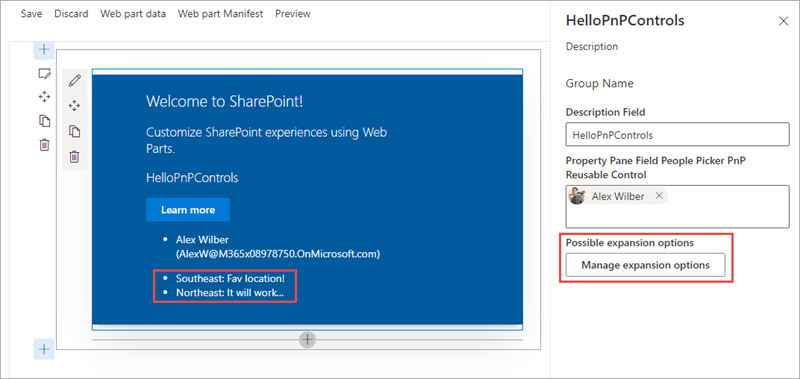 Save Discard Web part data Web part Manifest Preview
Welcome to SharePoint!
Customize SharePoint experiences using Web
Parts.
HelloPnPControls
Learn more
Alex Wilber
(AlexW@M365x08978750.OnMicrosoft.com)
Southeast: Fav location!
Northeast: It will work...
HelloPnPControls
Description
Group Name
Description Field
HelloPnPControls
Property Pane Field People Picker PnP
Reusable Control
Alex Wilber
Possible expansion options
Manage expansion options